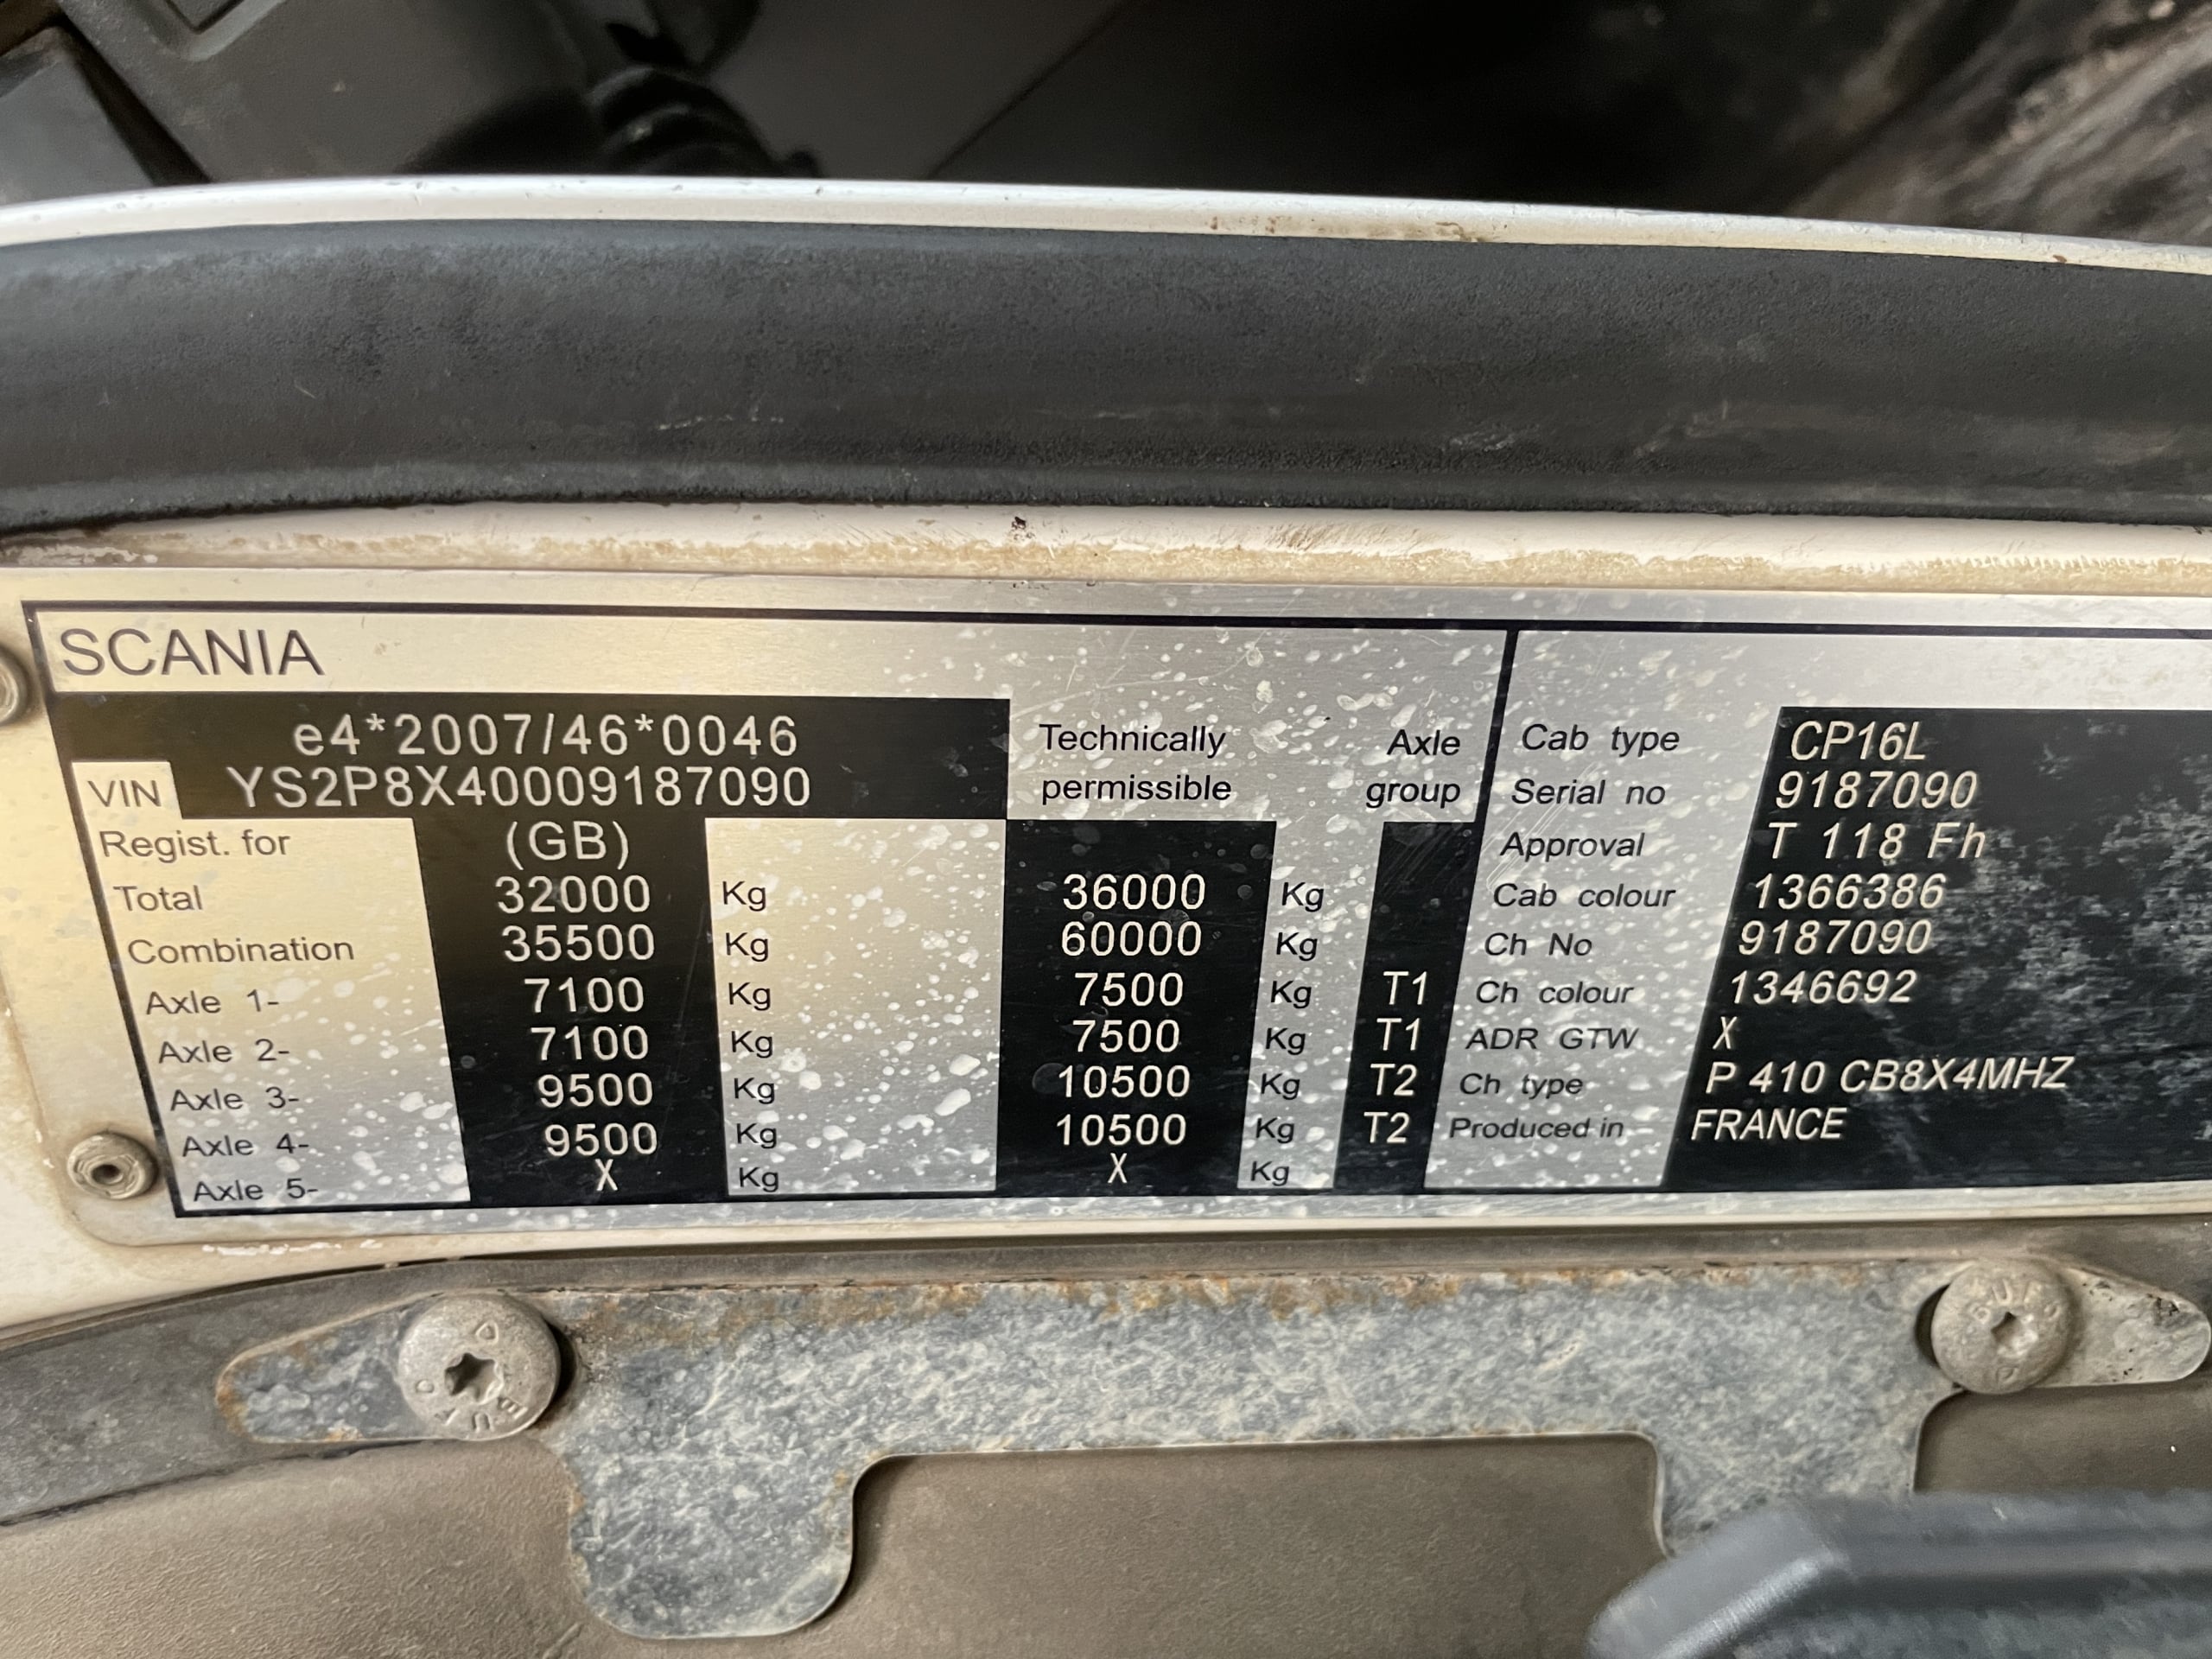 SCANIA
e4*2007/46*0046
VIN YS2P8X40009187090
Regist. for (GB)
Total 32000 Kg
Combination 35500 Kg
Axle 1- 7100 Kg
Axle 2- 7100 Kg
Axle 3- 9500 Kg
Axle 4- 9500 Kg
Axle 5- X Kg
Technically permissible
Axle group
36000 Kg
60000 Kg
7500 Kg T1
7500 Kg T1
10500 Kg T2
10500 Kg T2
X Kg
Cab type CP16L
Serial no 9187090
Approval T 118 Fh
Cab colour 1366386
Ch No 9187090
Ch colour 1346692
ADR GTW X
Ch type P 410 CB8X4MHZ
Produced in FRANCE